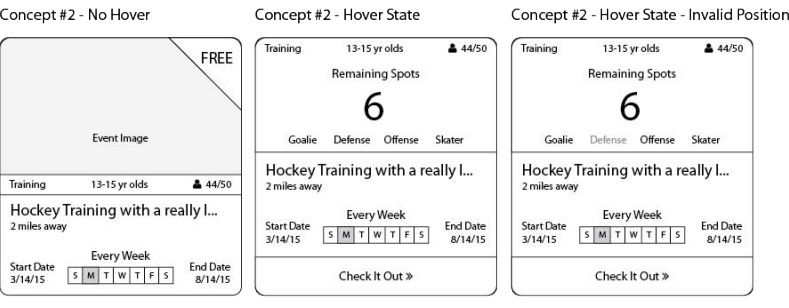 Concept #2 - No Hover
FREE
Event Image
Training 13-15 yr olds 44/50
Hockey Training with a really l...
2 miles away
Every Week
Start Date S M T W T F S End Date
3/14/15 8/14/15
Concept #2 - Hover State
Training 13-15 yr olds 44/50
Remaining Spots
6
Goalie Defense Offense Skater
Hockey Training with a really l...
2 miles away
Every Week
Start Date S M T W T F S End Date
3/14/15 8/14/15
Check It Out »
Concept #2 - Hover State - Invalid Position
Training 13-15 yr olds 44/50
Remaining Spots
6
Goalie Defense Offense Skater
Hockey Training with a really l...
2 miles away
Every Week
Start Date S M T W T F S End Date
3/14/15 8/14/15
Check It Out »